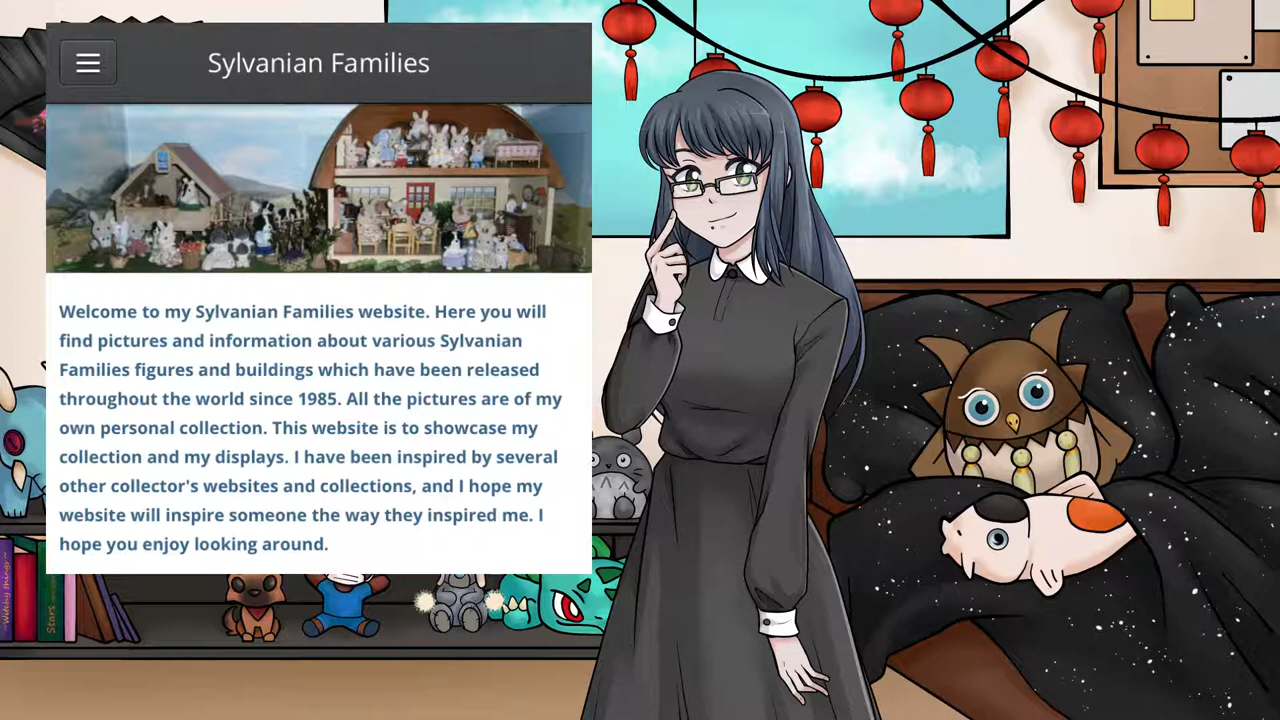 Sylvanian Families
Welcome to my Sylvanian Families website. Here you will
find pictures and information about various Sylvanian
Families figures and buildings which have been released
throughout the world since 1985. All the pictures are of my
own personal collection. This website is to showcase my
collection and my displays. I have been inspired by several
other collector's websites and collections, and I hope my
website will inspire someone the way they inspired me. I
hope you enjoy looking around.
~Witchy things~
Stars